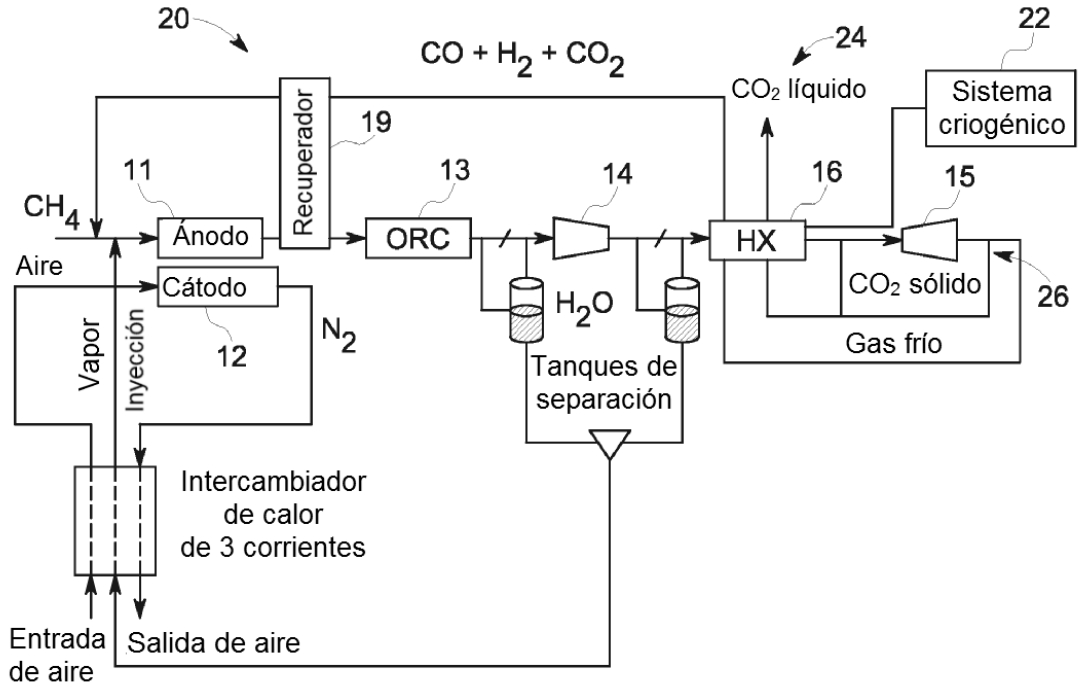 20
24
22
CO + H₂ + CO₂
CO₂ líquido
Sistema
criogénico
Recuperador
19
11
13
14
16
15
CH₄
Ánodo
ORC
HX
Aire
Cátodo
H₂O
CO₂ sólido
26
12
N₂
Vapor
Inyección
Tanques de
separación
Gas frío
Intercambiador
de calor
de 3 corrientes
Entrada
de aire
Salida de aire